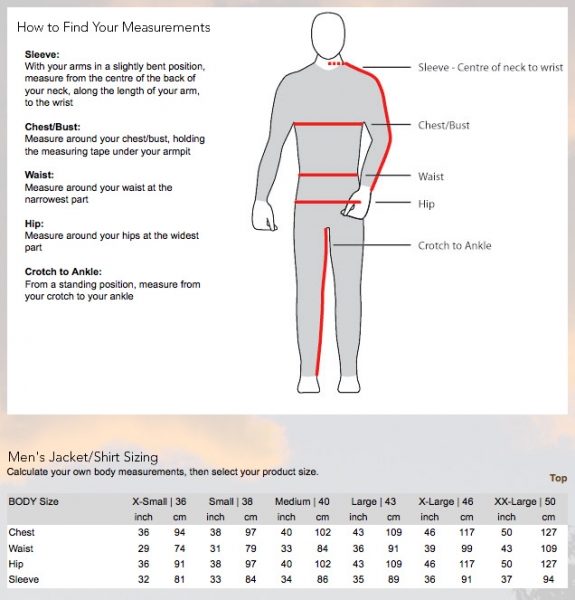 How to Find Your Measurements
Sleeve:
With your arms in a slightly bent position,
measure from the centre of the back of
your neck, along the length of your arm,
to the wrist
Chest/Bust:
Measure around your chest/bust, holding
the measuring tape under your armpit
Waist:
Measure around your waist at the
narrowest part
Hip:
Measure around your hips at the widest
part
Crotch to Ankle:
From a standing position, measure from
your crotch to your ankle
Sleeve - Centre of neck to wrist
Chest/Bust
Waist
Hip
Crotch to Ankle
Men's Jacket/Shirt Sizing
Calculate your own body measurements, then select your product size.
Top
BODY Size X-Small | 36 Small | 38 Medium | 40 Large | 43 X-Large | 46 XX-Large | 50
inch cm inch cm inch cm inch cm inch cm inch cm
Chest 36 94 38 97 40 102 43 109 46 117 50 127
Waist 29 74 31 79 33 84 36 91 39 99 43 109
Hip 36 91 38 97 40 102 43 109 46 117 50 127
Sleeve 32 81 33 84 34 86 35 89 36 91 37 94